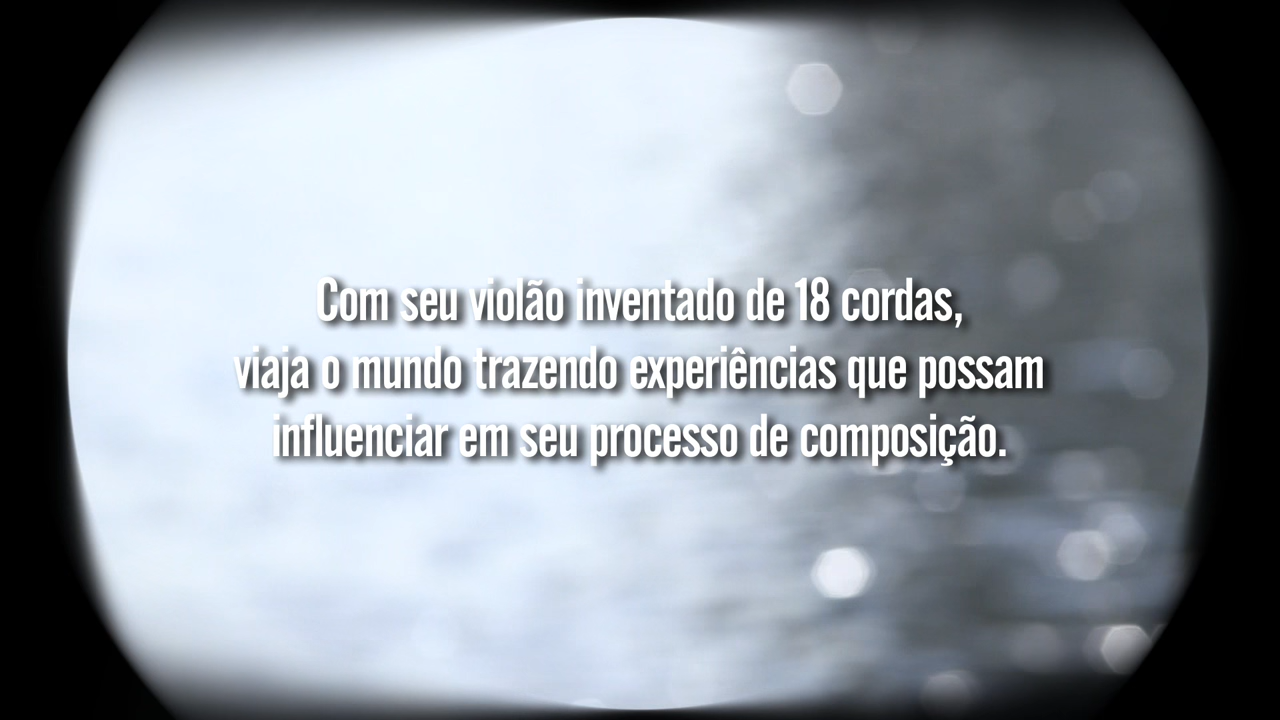 Com seu violão inventado de 18 cordas,
viaja o mundo trazendo experiências que possam
influenciar em seu processo de composição.